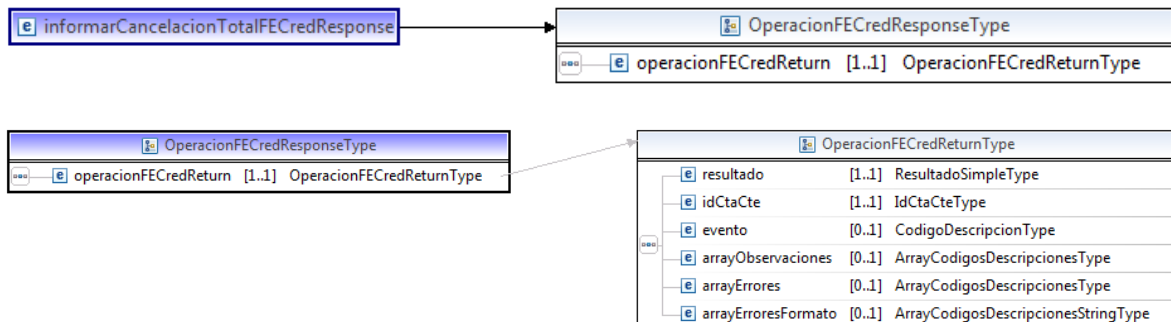 informarCancelacionTotalFECredResponse
OperacionFECredResponseType
operacionFECredReturn [1..1] OperacionFECredReturnType
OperacionFECredResponseType
operacionFECredReturn [1..1] OperacionFECredReturnType
OperacionFECredReturnType
resultado [1..1] ResultadoSimpleType
idCtaCte [1..1] IdCtaCteType
evento [0..1] CodigoDescripcionType
arrayObservaciones [0..1] ArrayCodigosDescripcionesType
arrayErrores [0..1] ArrayCodigosDescripcionesType
arrayErroresFormato [0..1] ArrayCodigosDescripcionesStringType